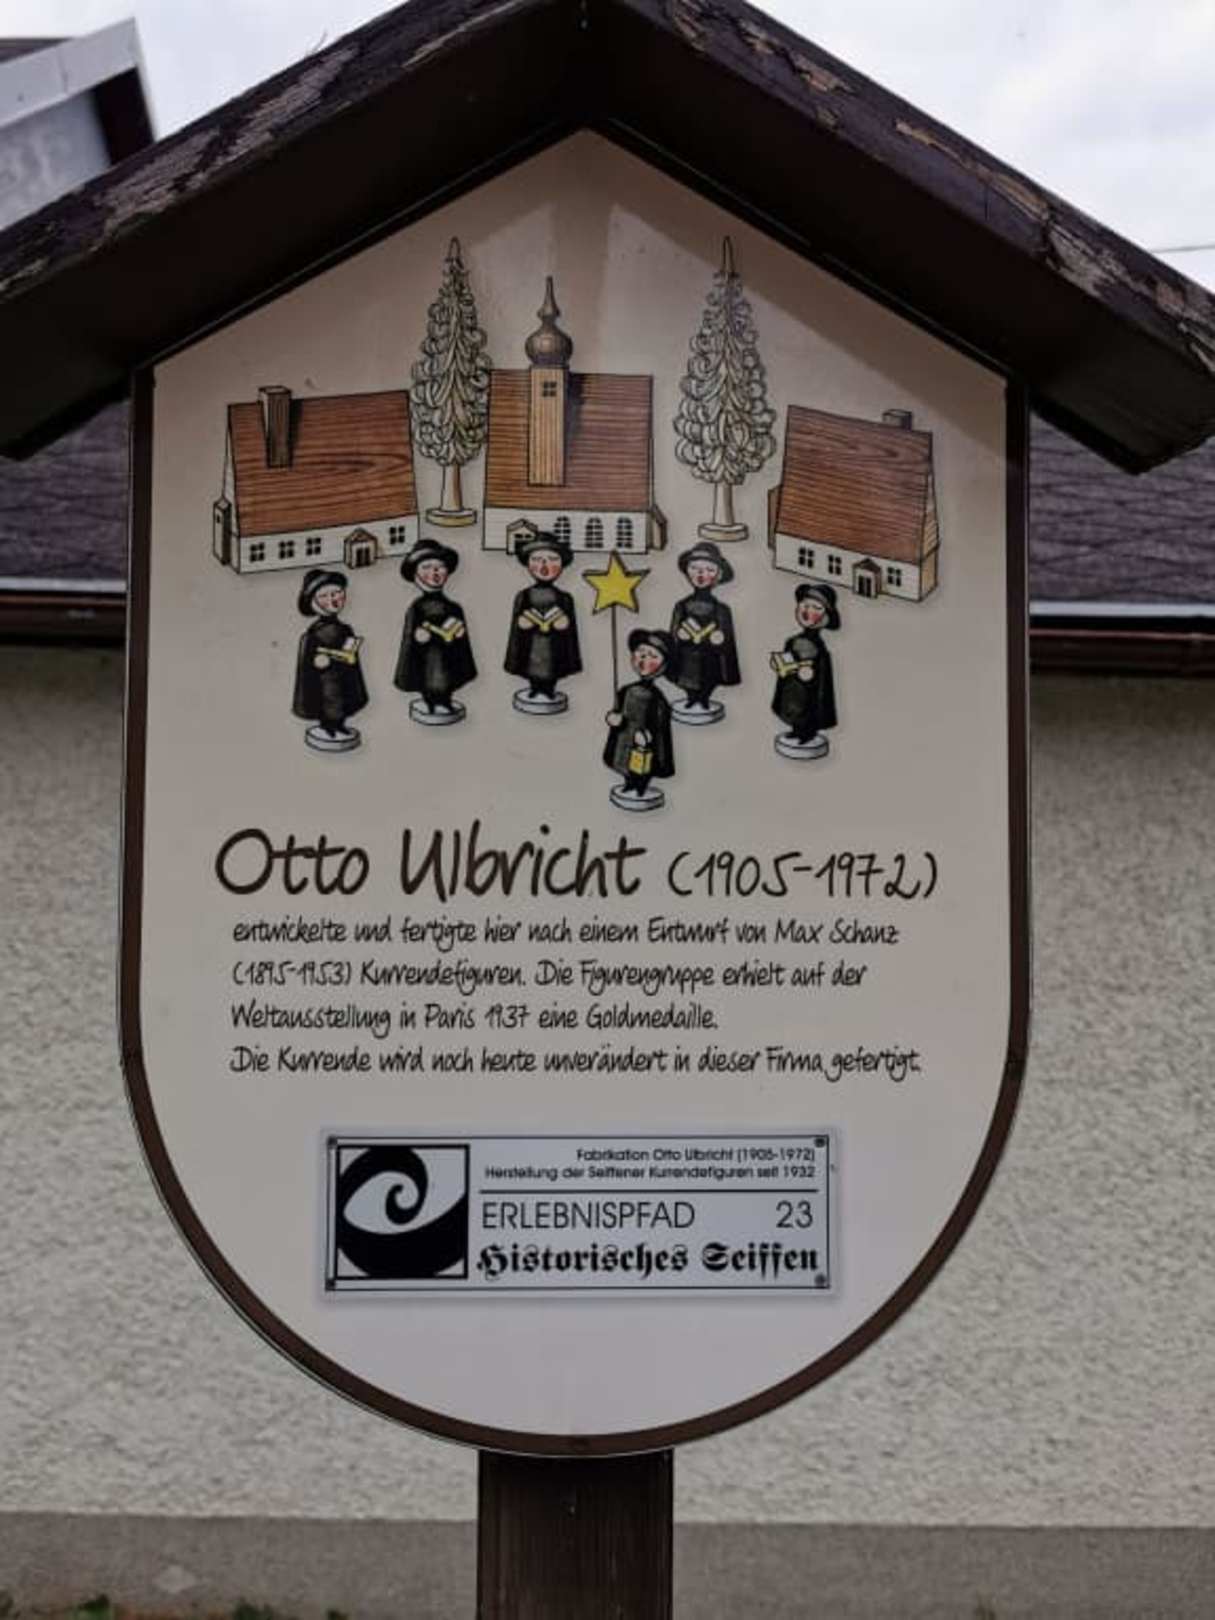 Otto Ulbricht (1905-1972)
entwickelte und fertigte hier nach einem Entwurf von Max Schanz
(1895-1953) Kurrendefiguren. Die Figurengruppe erhielt auf der
Weltausstellung in Paris 1937 eine Goldmedaille.
Die Kurrende wird noch heute unverändert in dieser Firma gefertigt.
Fabrikation Otto Ulbricht (1905-1972)
Herstellung der Seiffener Kurrendefiguren seit 1932
ERLEBNISPFAD 23
Historisches Seiffen